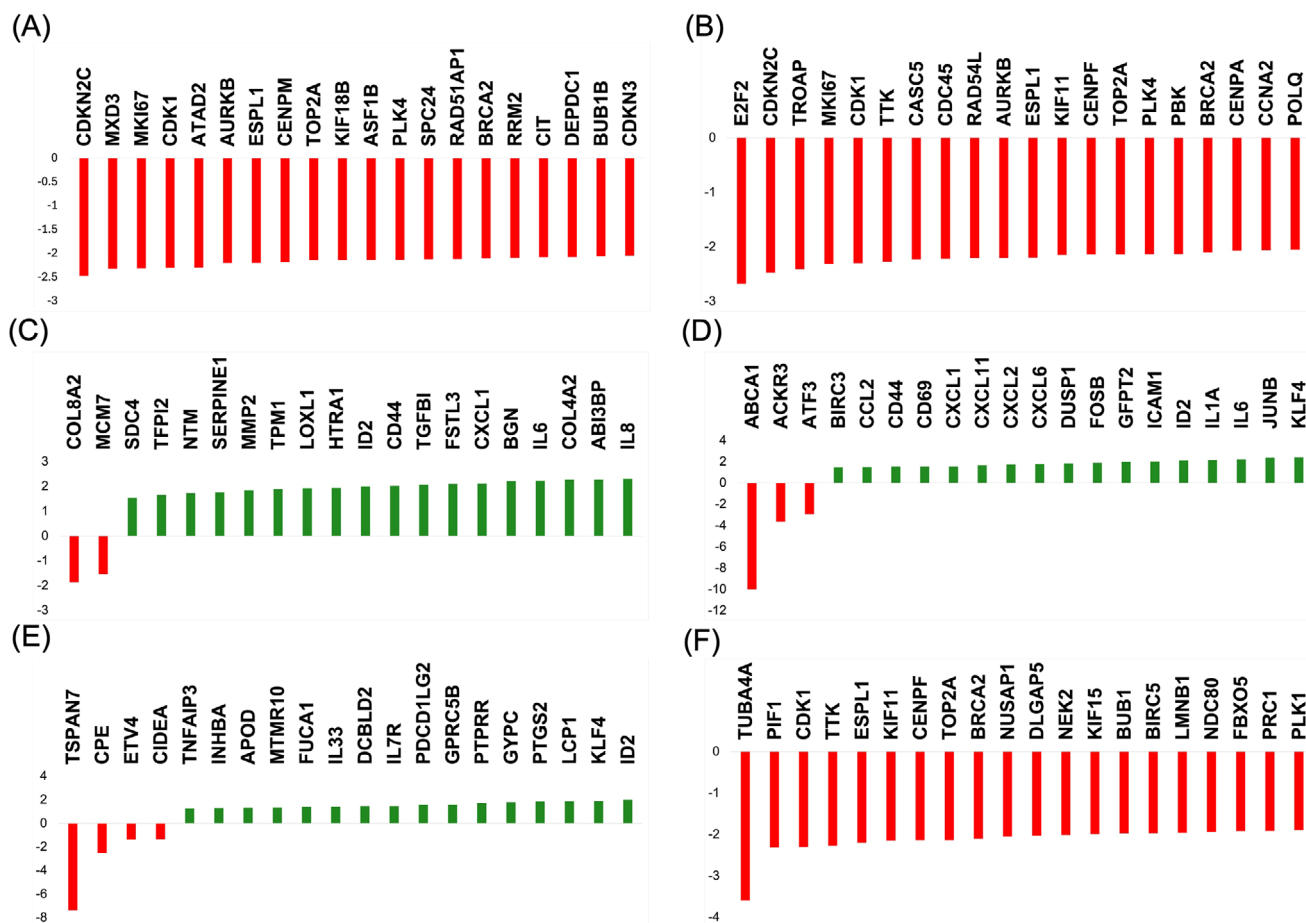 (A)
CDKN2C
MXD3
MKI67
CDK1
ATAD2
AURKB
ESPL1
CENPM
TOP2A
KIF18B
ASF1B
PLK4
SPC24
RAD51AP1
BRCA2
RRM2
CIT
DEPDC1
BUB1B
CDKN3
0
-0.5
-1
-1.5
-2
-2.5
-3
(B)
E2F2
CDKN2C
TROAP
MKI67
CDK1
TTK
CASC5
CDC45
RAD54L
AURKB
ESPL1
KIF11
CENPF
TOP2A
PLK4
PBK
BRCA2
CENPA
CCNA2
POLQ
0
-1
-2
-3
(C)
COL8A2
MCM7
SDC4
TFPI2
NTM
SERPINE1
MMP2
TPM1
LOXL1
HTRA1
ID2
CD44
TGFBI
FSTL3
CXCL1
BGN
IL6
COL4A2
ABI3BP
IL8
3
2
1
0
-1
-2
-3
(D)
ABCA1
ACKR3
ATF3
BIRC3
CCL2
CD44
CD69
CXCL1
CXCL11
CXCL2
CXCL6
DUSP1
FOSB
GFPT2
ICAM1
ID2
IL1A
IL6
JUNB
KLF4
4
2
0
-2
-4
-6
-8
-10
-12
(E)
TSPAN7
CPE
ETV4
CIDEA
TNFAIP3
INHBA
APOD
MTMR10
FUCA1
IL33
DCBLD2
IL7R
PDCD1LG2
GPRC5B
PTPRR
GYPC
PTGS2
LCP1
KLF4
ID2
4
2
0
-2
-4
-6
-8
(F)
TUBA4A
PIF1
CDK1
TTK
ESPL1
KIF11
CENPF
TOP2A
BRCA2
NUSAP1
DLGAP5
NEK2
KIF15
BUB1
BIRC5
LMNB1
NDC80
FBXO5
PRC1
PLK1
0
-1
-2
-3
-4